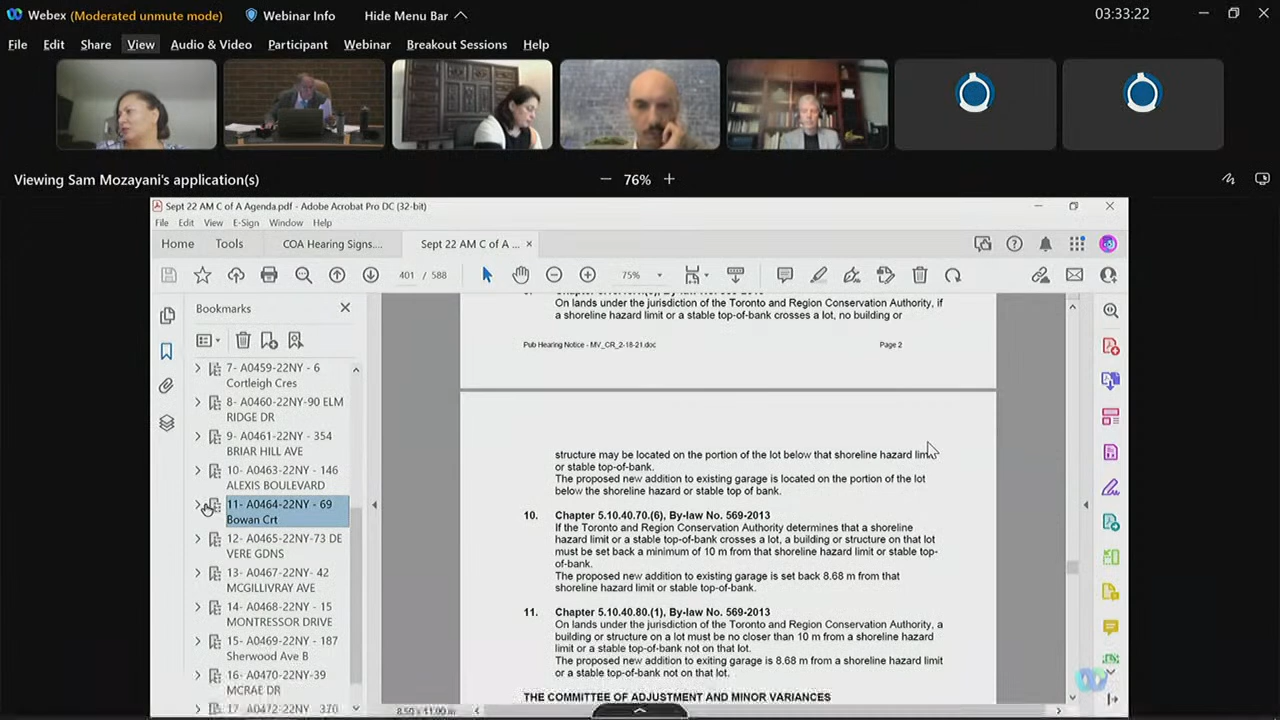 Webex (Moderated unmute mode) Webinar Info Hide Menu Bar 03:33:22
File Edit Share View Audio & Video Participant Webinar Breakout Sessions Help
Viewing Sam Mozayani's application(s) 76%
Sept 22 AM C of A Agenda.pdf - Adobe Acrobat Pro DC (32-bit)
File Edit View E-Sign Window Help
Home Tools COA Hearing Signs.... Sept 22 AM C of A ... ×
401 / 588 75%
Bookmarks
7- A0459-22NY - 6
Cortleigh Cres
8- A0460-22NY-90 ELM
RIDGE DR
9- A0461-22NY - 354
BRIAR HILL AVE
10- A0463-22NY - 146
ALEXIS BOULEVARD
11- A0464-22NY - 69
Bowan Crt
12- A0465-22NY-73 DE
VERE GDNS
13- A0467-22NY- 42
MCGILLIVRAY AVE
14- A0468-22NY - 15
MONTRESSOR DRIVE
15- A0469-22NY - 187
Sherwood Ave B
16- A0470-22NY-39
MCRAE DR
17 A0472-22NY 370
On lands under the jurisdiction of the Toronto and Region Conservation Authority, if
a shoreline hazard limit or a stable top-of-bank crosses a lot, no building or
Pub Hearing Notice - MV_CR_2-18-21.doc Page 2
structure may be located on the portion of the lot below that shoreline hazard limit
or stable top-of-bank.
The proposed new addition to existing garage is located on the portion of the lot
below the shoreline hazard or stable top of bank.
10. Chapter 5.10.40.70.(6), By-law No. 569-2013
If the Toronto and Region Conservation Authority determines that a shoreline
hazard limit or a stable top-of-bank crosses a lot, a building or structure on that lot
must be set back a minimum of 10 m from that shoreline hazard limit or stable top-
of-bank.
The proposed new addition to existing garage is set back 8.68 m from that
shoreline hazard limit or stable top-of-bank.
11. Chapter 5.10.40.80.(1), By-law No. 569-2013
On lands under the jurisdiction of the Toronto and Region Conservation Authority, a
building or structure on a lot must be no closer than 10 m from a shoreline hazard
limit or a stable top-of-bank not on that lot.
The proposed new addition to exiting garage is 8.68 m from a shoreline hazard limit
or a stable top-of-bank not on that lot.
THE COMMITTEE OF ADJUSTMENT AND MINOR VARIANCES
8.50 x 11.00 in